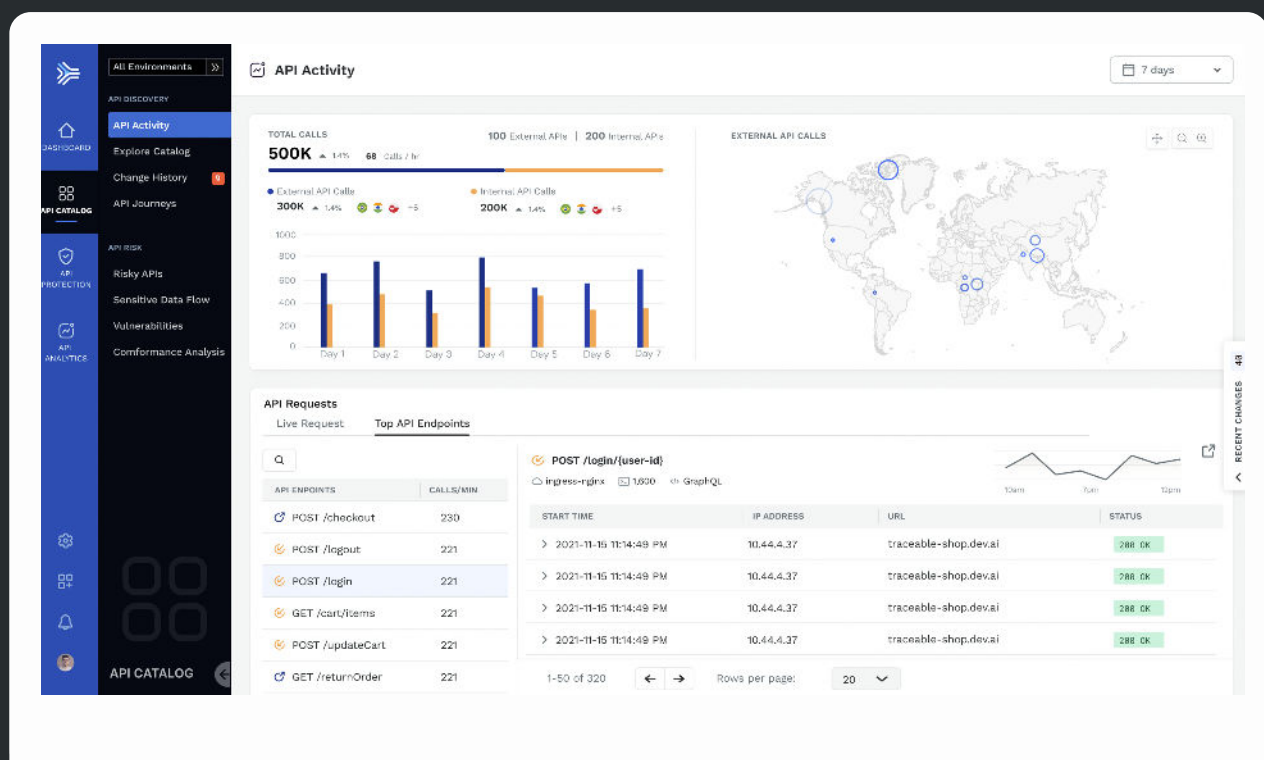 All Environments »
API Activity
7 days
DASHBOARD
API CATALOG
API PROTECTION
API ANALYTICS
API DISCOVERY
API Activity
Explore Catalog
Change History
API Journeys
API RISK
Risky APIs
Sensitive Data Flow
Vulnerabilities
Comformance Analysis
API CATALOG
TOTAL CALLS
100 External APIs | 200 Internal APIs
500K 1.4% 68 Calls / hr
External API Calls
300K 1.4% +5
Internal API Calls
200K 1.4% +5
1000
800
600
400
200
0
Day 1 Day 2 Day 3 Day 4 Day 5 Day 6 Day 7
EXTERNAL API CALLS
RECENT CHANGES
API Requests
Live Request Top API Endpoints
API ENPOINTS CALLS/MIN
POST /checkout 230
POST /logout 221
POST /login 221
GET /cart/items 221
POST /updateCart 221
GET /returnOrder 221
POST /login/{user-id}
ingress-nginx 1,600 GraphQL
10am 12pm
START TIME IP ADDRESS URL STATUS
2021-11-15 11:14:49 PM 10.44.4.37 traceable-shop.dev.ai 200 OK
2021-11-15 11:14:49 PM 10.44.4.37 traceable-shop.dev.ai 200 OK
2021-11-15 11:14:49 PM 10.44.4.37 traceable-shop.dev.ai 200 OK
2021-11-15 11:14:49 PM 10.44.4.37 traceable-shop.dev.ai 200 OK
1-50 of 320 Rows per page: 20